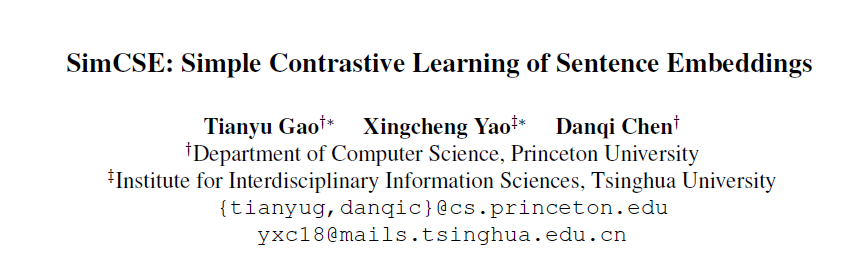 SimCSE: Simple Contrastive Learning of Sentence Embeddings
Tianyu Gao†∗ Xingcheng Yao‡∗ Danqi Chen†
†Department of Computer Science, Princeton University
‡Institute for Interdisciplinary Information Sciences, Tsinghua University
{tianyug,danqic}@cs.princeton.edu
yxc18@mails.tsinghua.edu.cn